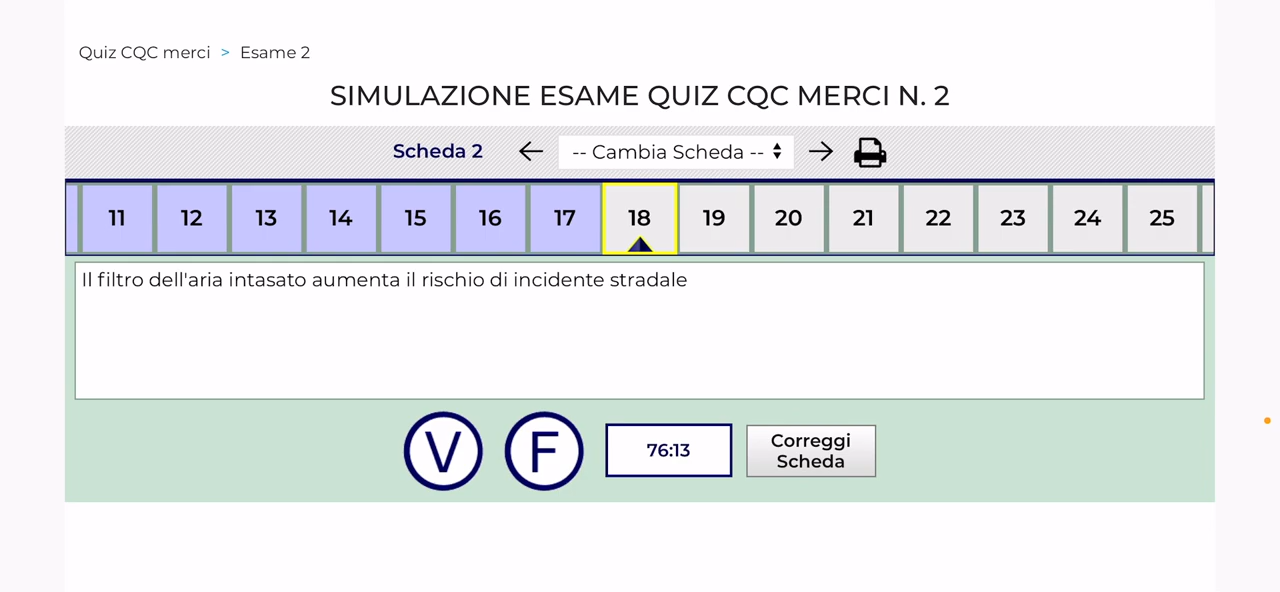 Quiz CQC merci > Esame 2
SIMULAZIONE ESAME QUIZ CQC MERCI N. 2
Scheda 2 ← -- Cambia Scheda -- →
11 12 13 14 15 16 17 18 19 20 21 22 23 24 25
Il filtro dell'aria intasato aumenta il rischio di incidente stradale
V F 76:13 Correggi
Scheda